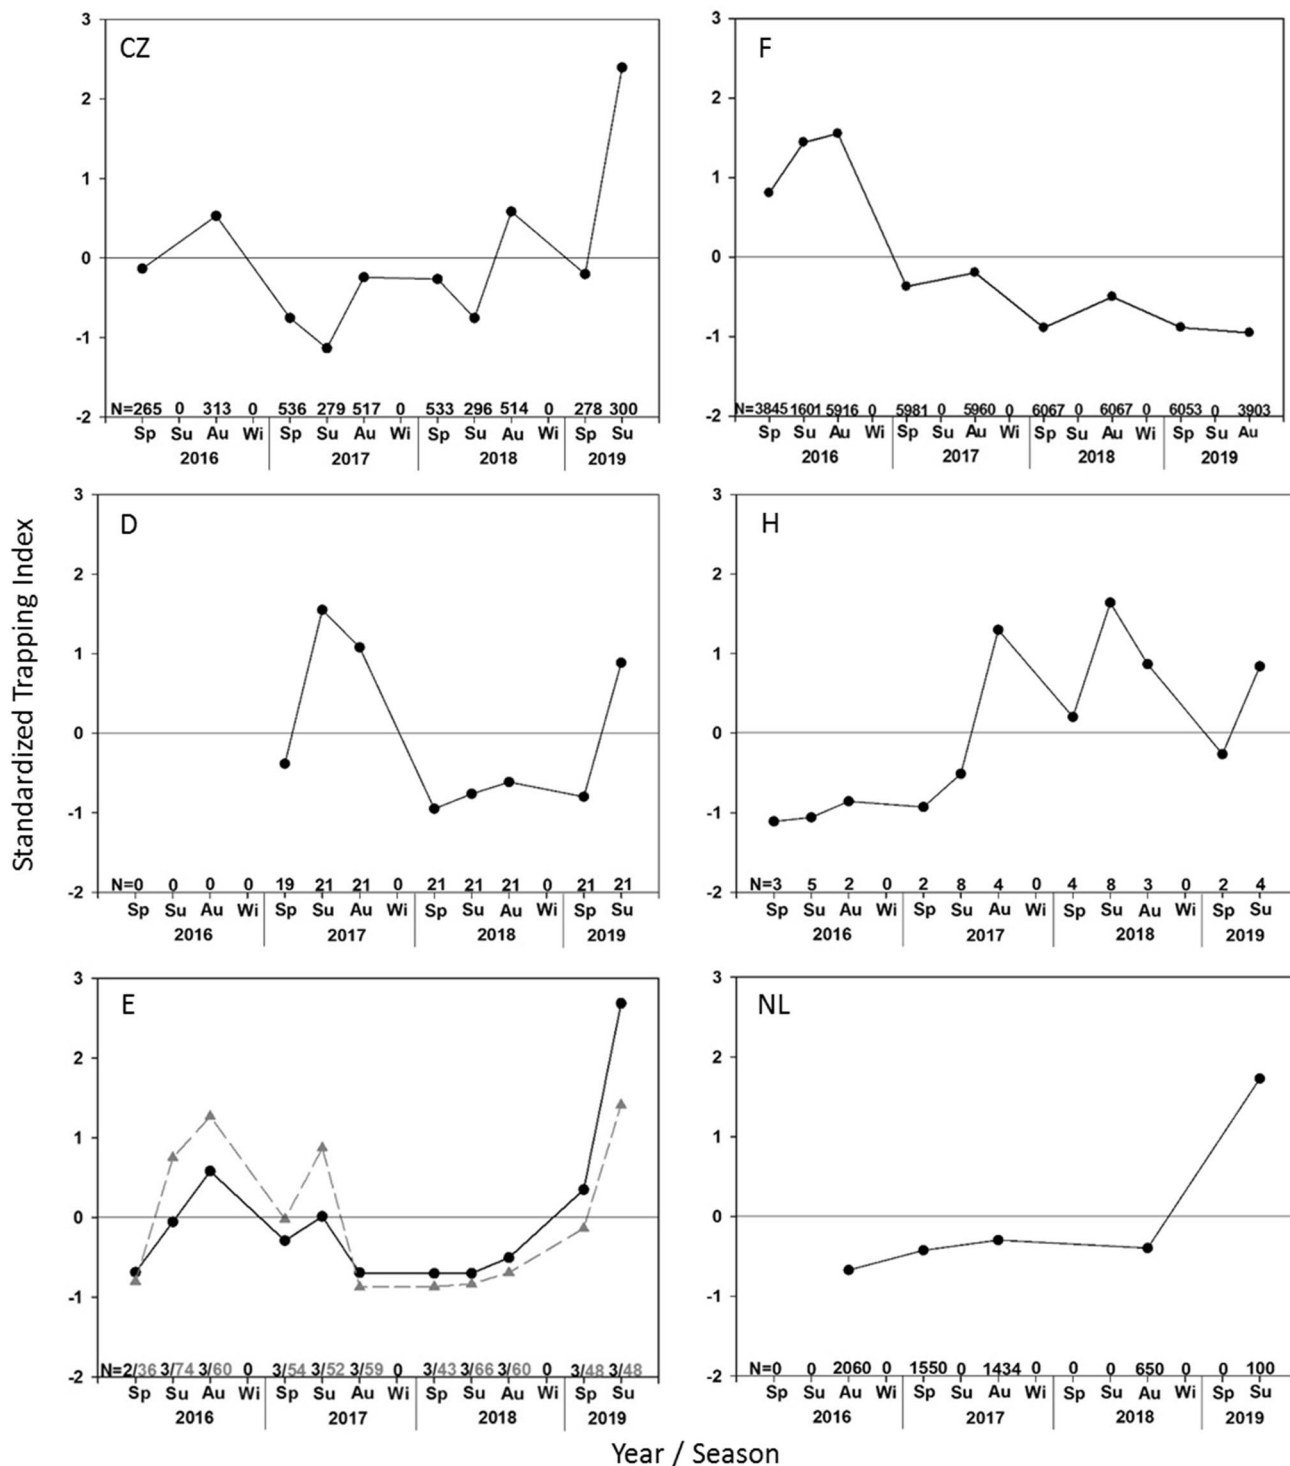 Standardized Trapping Index
CZ
3
2
1
0
-1
-2
N=265 0 313 0 536 279 517 0 533 296 514 0 278 300
Sp Su Au Wi Sp Su Au Wi Sp Su Au Wi Sp Su
2016 2017 2018 2019
F
3
2
1
0
-1
-2
N=3845 1601 5916 0 5981 0 5960 0 6067 0 6067 0 6053 0 3903
Sp Su Au Wi Sp Su Au Wi Sp Su Au Wi Sp Su Au
2016 2017 2018 2019
D
3
2
1
0
-1
-2
N=0 0 0 0 19 21 21 0 21 21 21 0 21 21
Sp Su Au Wi Sp Su Au Wi Sp Su Au Wi Sp Su
2016 2017 2018 2019
H
3
2
1
0
-1
-2
N=3 5 2 0 2 8 4 0 4 8 3 0 2 4
Sp Su Au Wi Sp Su Au Wi Sp Su Au Wi Sp Su
2016 2017 2018 2019
E
3
2
1
0
-1
-2
N=2/36 3/74 3/60 0 3/54 3/52 3/59 0 3/43 3/66 3/60 0 3/48 3/48
Sp Su Au Wi Sp Su Au Wi Sp Su Au Wi Sp Su
2016 2017 2018 2019
NL
3
2
1
0
-1
-2
N=0 0 2060 0 1550 0 1434 0 0 0 650 0 0 100
Sp Su Au Wi Sp Su Au Wi Sp Su Au Wi Sp Su
2016 2017 2018 2019
Year / Season